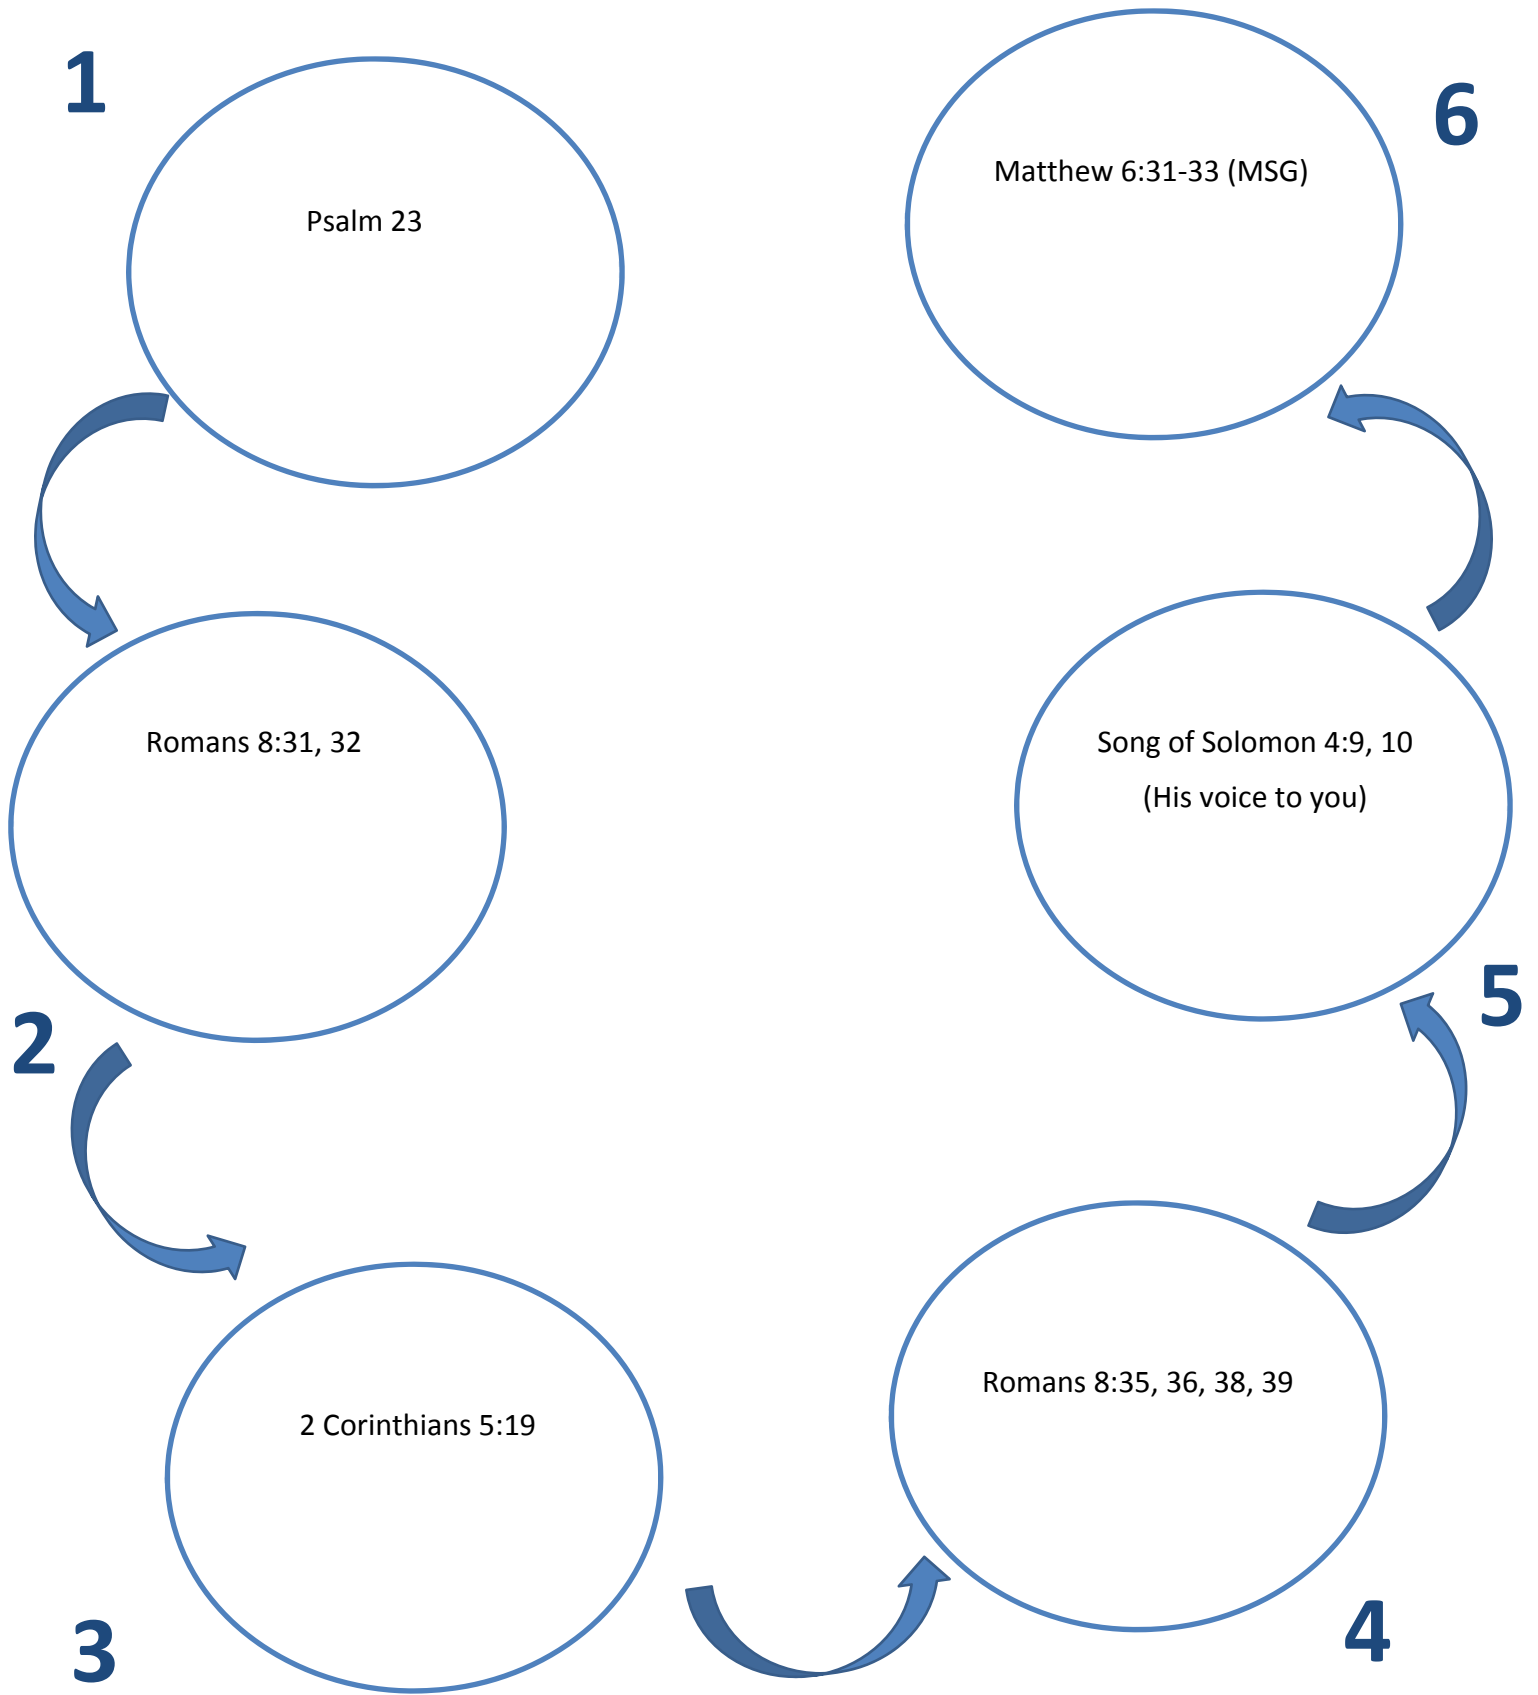 1
Psalm 23
2
Romans 8:31, 32
3
2 Corinthians 5:19
4
Romans 8:35, 36, 38, 39
5
Song of Solomon 4:9, 10
(His voice to you)
6
Matthew 6:31-33 (MSG)